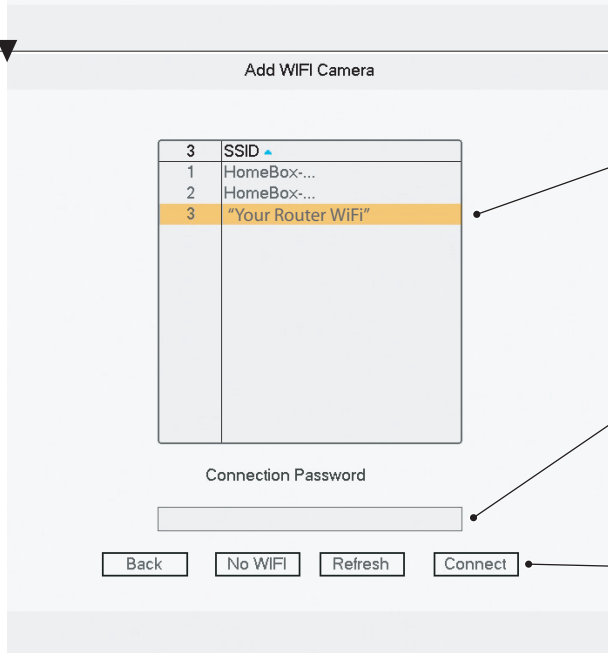 Add WIFI Camera
3 SSID
1 HomeBox-...
2 HomeBox-...
3 “Your Router WiFi”
Connection Password
Back No WIFI Refresh Connect